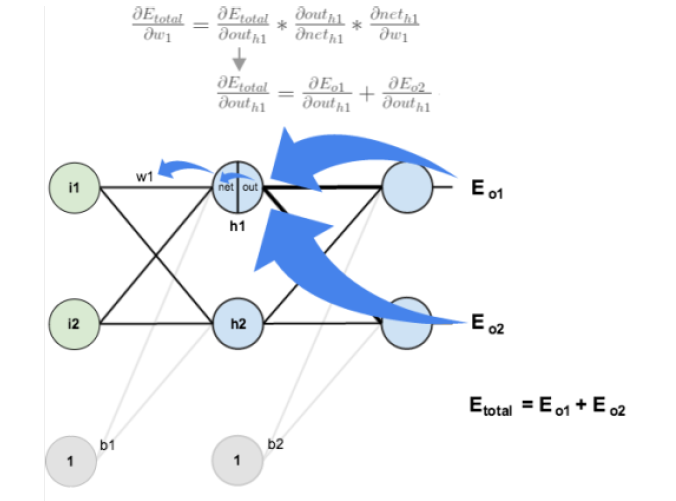 ∂E_total/∂w_1 = ∂E_total/∂out_h1 * ∂out_h1/∂net_h1 * ∂net_h1/∂w_1
∂E_total/∂out_h1 = ∂E_o1/∂out_h1 + ∂E_o2/∂out_h1
i1
w1
net
out
h1
E o1
i2
h2
E o2
E total = E o1 + E o2
1
b1
1
b2